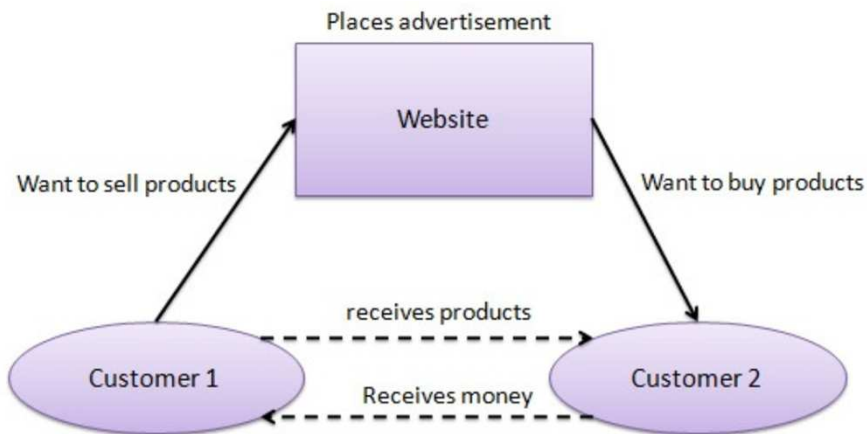 Places advertisement
Website
Want to sell products
Want to buy products
receives products
Customer 1
Customer 2
Receives money